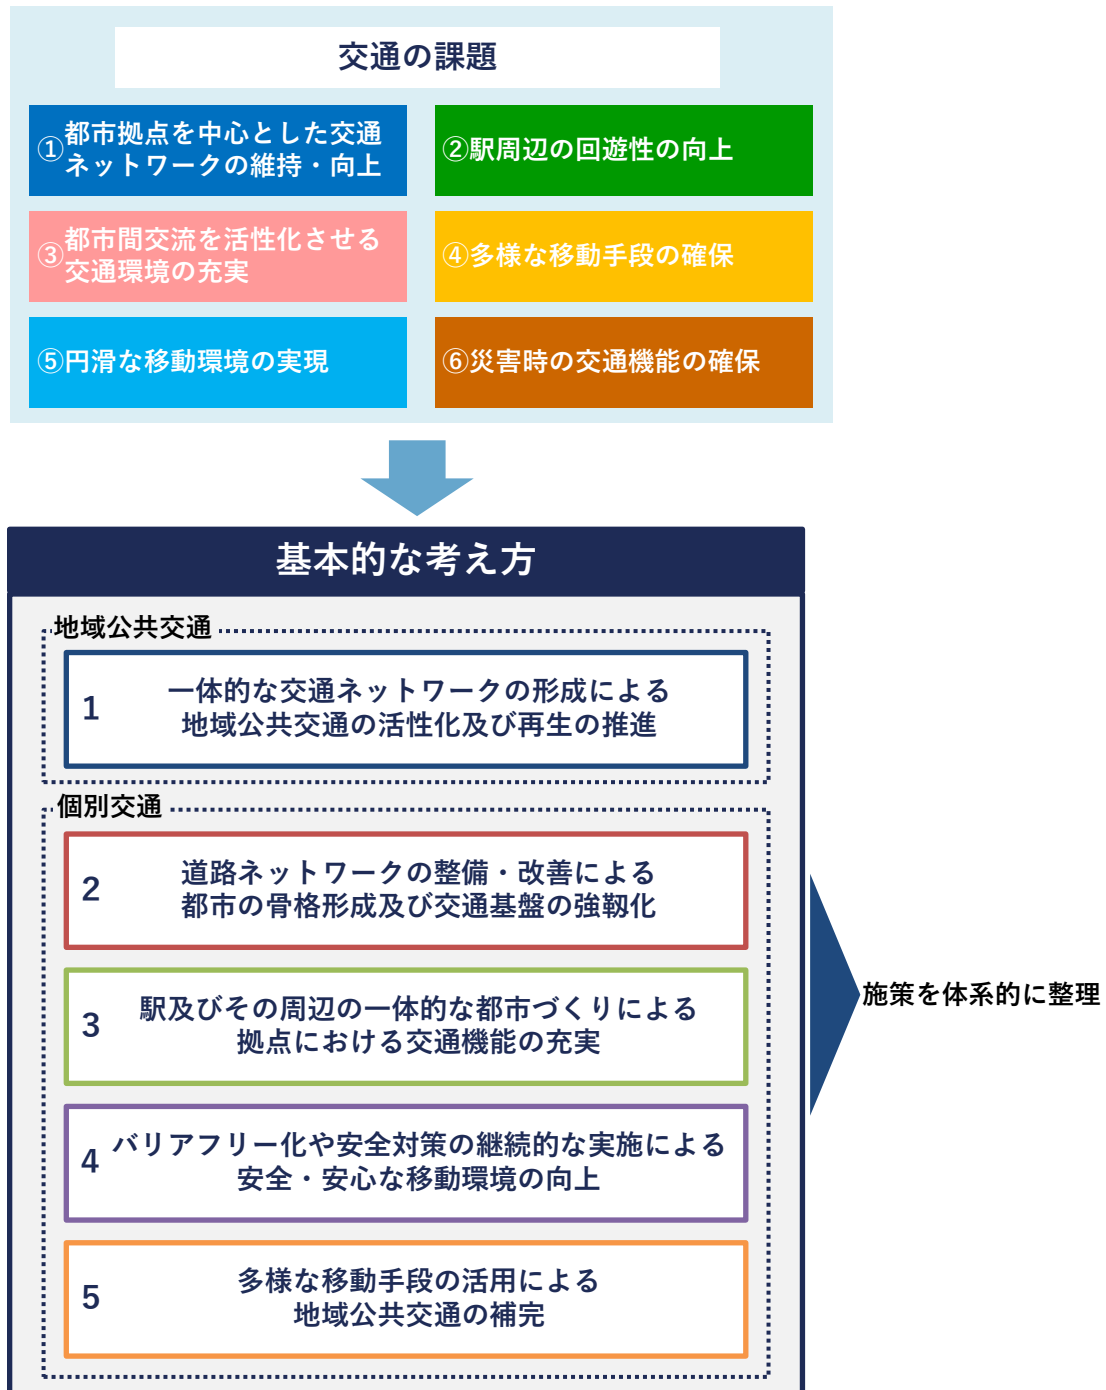 交通の課題
①都市拠点を中心とした交通
ネットワークの維持・向上
②駅周辺の回遊性の向上
③都市間交流を活性化させる
交通環境の充実
④多様な移動手段の確保
⑤円滑な移動環境の実現
⑥災害時の交通機能の確保
基本的な考え方
地域公共交通
1 一体的な交通ネットワークの形成による
地域公共交通の活性化及び再生の推進
個別交通
2 道路ネットワークの整備・改善による
都市の骨格形成及び交通基盤の強靱化
3 駅及びその周辺の一体的な都市づくりによる
拠点における交通機能の充実
4 バリアフリー化や安全対策の継続的な実施による
安全・安心な移動環境の向上
5 多様な移動手段の活用による
地域公共交通の補完
施策を体系的に整理